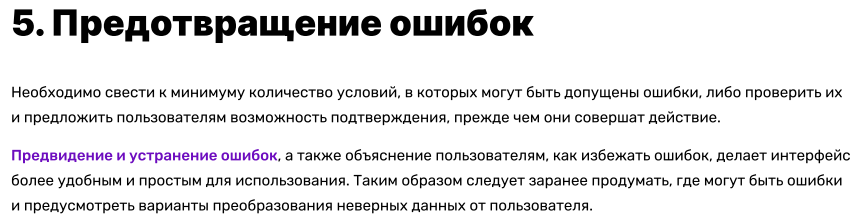 5. Предотвращение ошибок
Необходимо свести к минимуму количество условий, в которых могут быть допущены ошибки, либо проверить их
и предложить пользователям возможность подтверждения, прежде чем они совершат действие.
Предвидение и устранение ошибок, а также объяснение пользователям, как избежать ошибок, делает интерфейс
более удобным и простым для использования. Таким образом следует заранее продумать, где могут быть ошибки
и предусмотреть варианты преобразования неверных данных от пользователя.